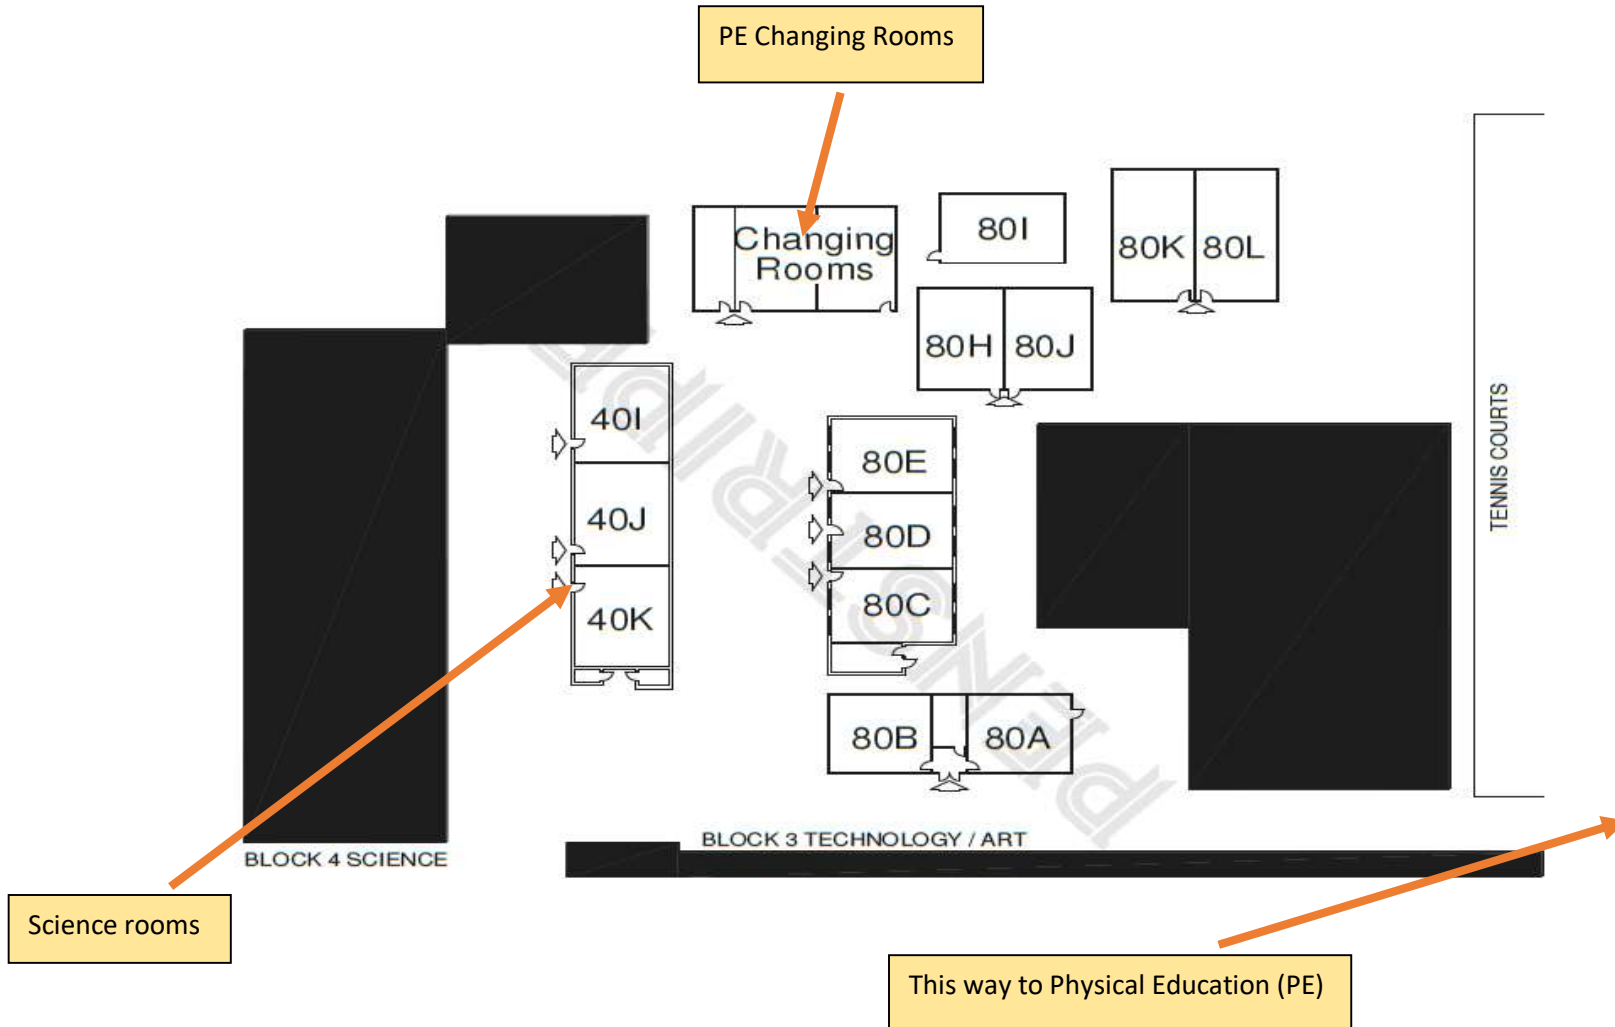 PE Changing Rooms
Changing
Rooms
80I
80K
80L
80H
80J
40I
40J
40K
80E
80D
80C
80B
80A
TENNIS COURTS
BLOCK 3 TECHNOLOGY / ART
BLOCK 4 SCIENCE
Science rooms
This way to Physical Education (PE)